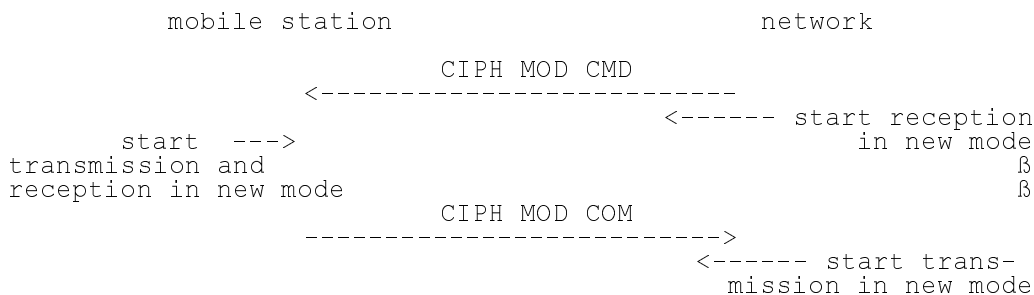 mobile station network
CIPH MOD CMD
<---------------------------
<------ start reception
start ---> in new mode
transmission and ß
reception in new mode ß
CIPH MOD COM
-------------------------->
<------ start trans-
mission in new mode